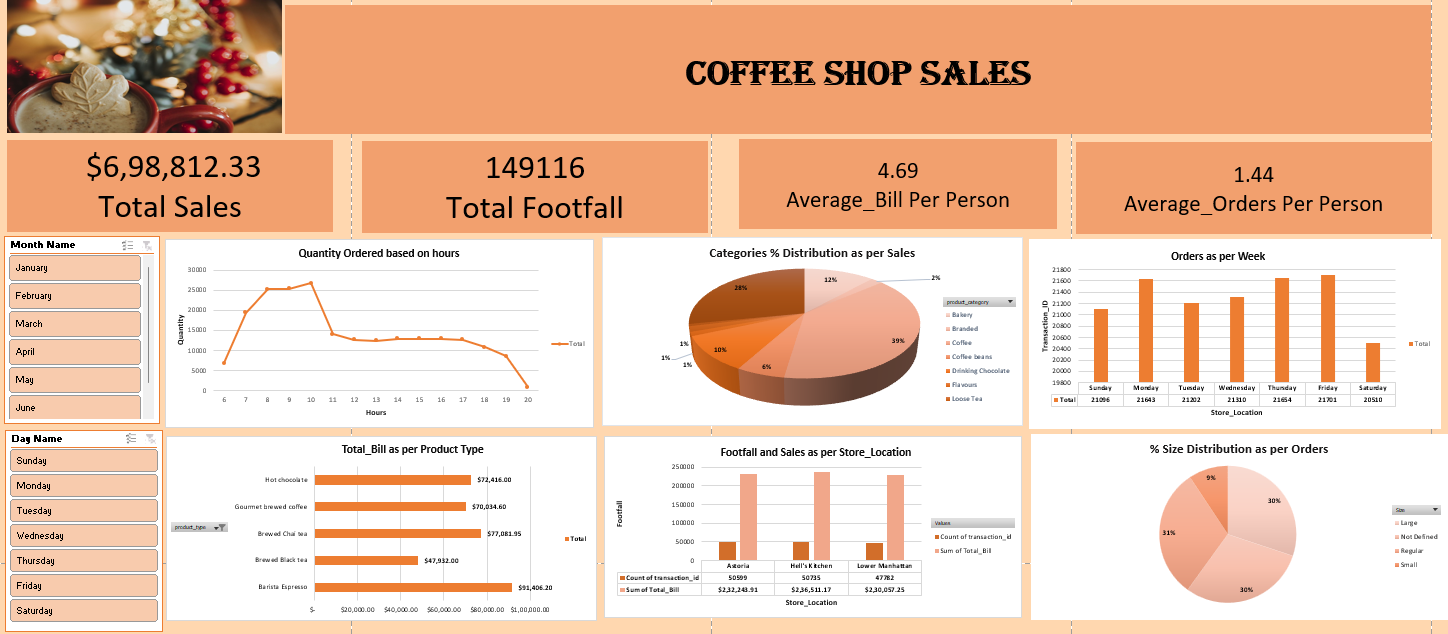 COFFEE SHOP SALES
$6,98,812.33
Total Sales
149116
Total Footfall
4.69
Average_Bill Per Person
1.44
Average_Orders Per Person
Month Name
January
February
March
April
May
June
Quantity Ordered based on hours
30000
25000
20000
15000
10000
5000
0
Quantity
6 7 8 9 10 11 12 13 14 15 16 17 18 19 20
Hours
Total
Categories % Distribution as per Sales
12%
2%
39%
6%
10%
1%
1%
1%
28%
product_category
Bakery
Branded
Coffee
Coffee beans
Drinking Chocolate
Flavours
Loose Tea
Orders as per Week
21800
21600
21400
21200
21000
20800
20600
20400
20200
20000
19800
Transaction_ID
Sunday Monday Tuesday Wednesday Thursday Friday Saturday
Total 21096 21643 21202 21310 21654 21701 20510
Store_Location
Total
Day Name
Sunday
Monday
Tuesday
Wednesday
Thursday
Friday
Saturday
Total_Bill as per Product Type
product_type
Hot chocolate $72,416.00
Gourmet brewed coffee $70,034.60
Brewed Chai tea $77,081.95
Brewed Black tea $47,932.00
Barista Espresso $91,406.20
$- $20,000.00 $40,000.00 $60,000.00 $80,000.00 $1,00,000.00
Total
Footfall and Sales as per Store_Location
250000
200000
150000
100000
50000
0
Footfall
Astoria Hell's Kitchen Lower Manhattan
Count of transaction_id 50599 50735 47782
Sum of Total_Bill $2,32,243.91 $2,36,511.17 $2,30,057.25
Store_Location
Values
Count of transaction_id
Sum of Total_Bill
% Size Distribution as per Orders
9%
30%
31%
30%
Size
Large
Not Defined
Regular
Small